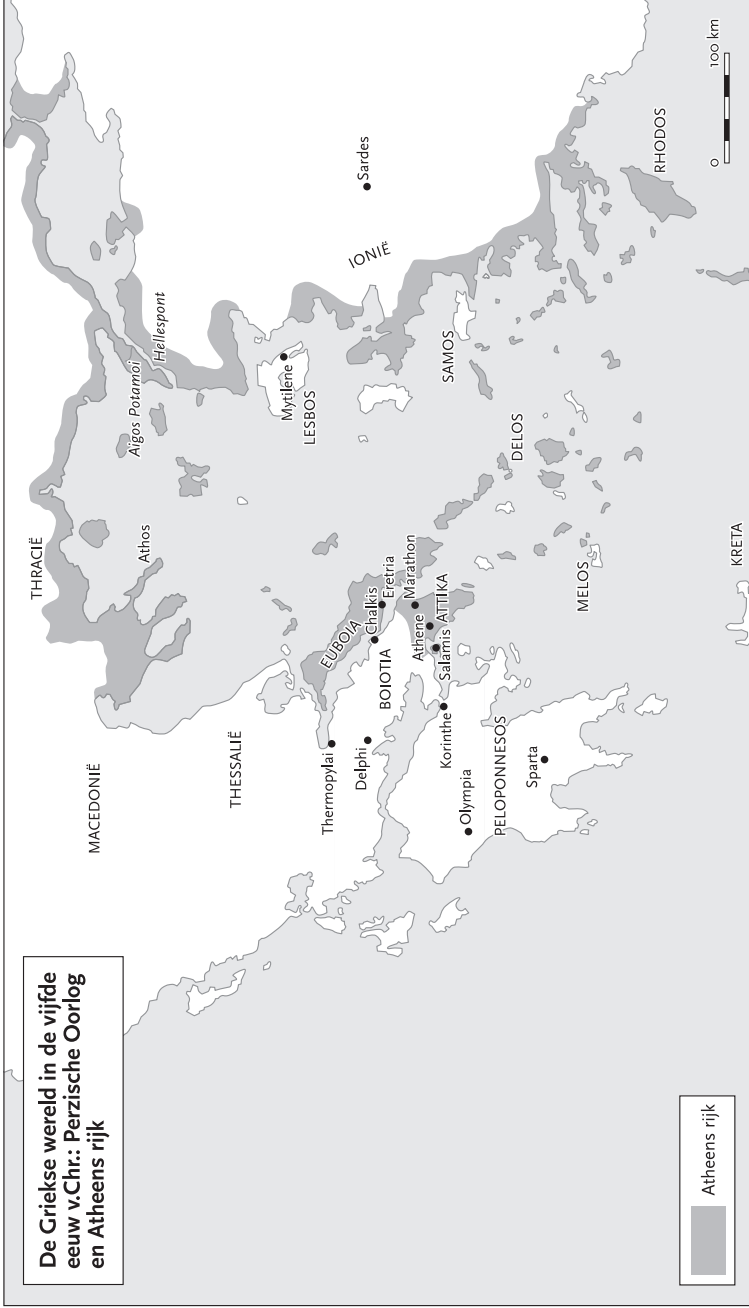 De Griekse wereld in de vijfde
eeuw v.Chr.: Perzische Oorlog
en Atheens rijk
MACEDONIË
THRACIË
Athos
Aigos Potamoi
Hellespont
THESSALIË
Mytilene
LESBOS
IONIË
Sardes
Thermopylai
EUBOIA
Delphi
BOIOTIA
Chalkis
Eretria
Marathon
Athene
ATTIKA
Salamis
Korinthe
Olympia
PELOPONNESOS
Sparta
SAMOS
DELOS
MELOS
RHODOS
KRETA
0 100 km
Atheens rijk